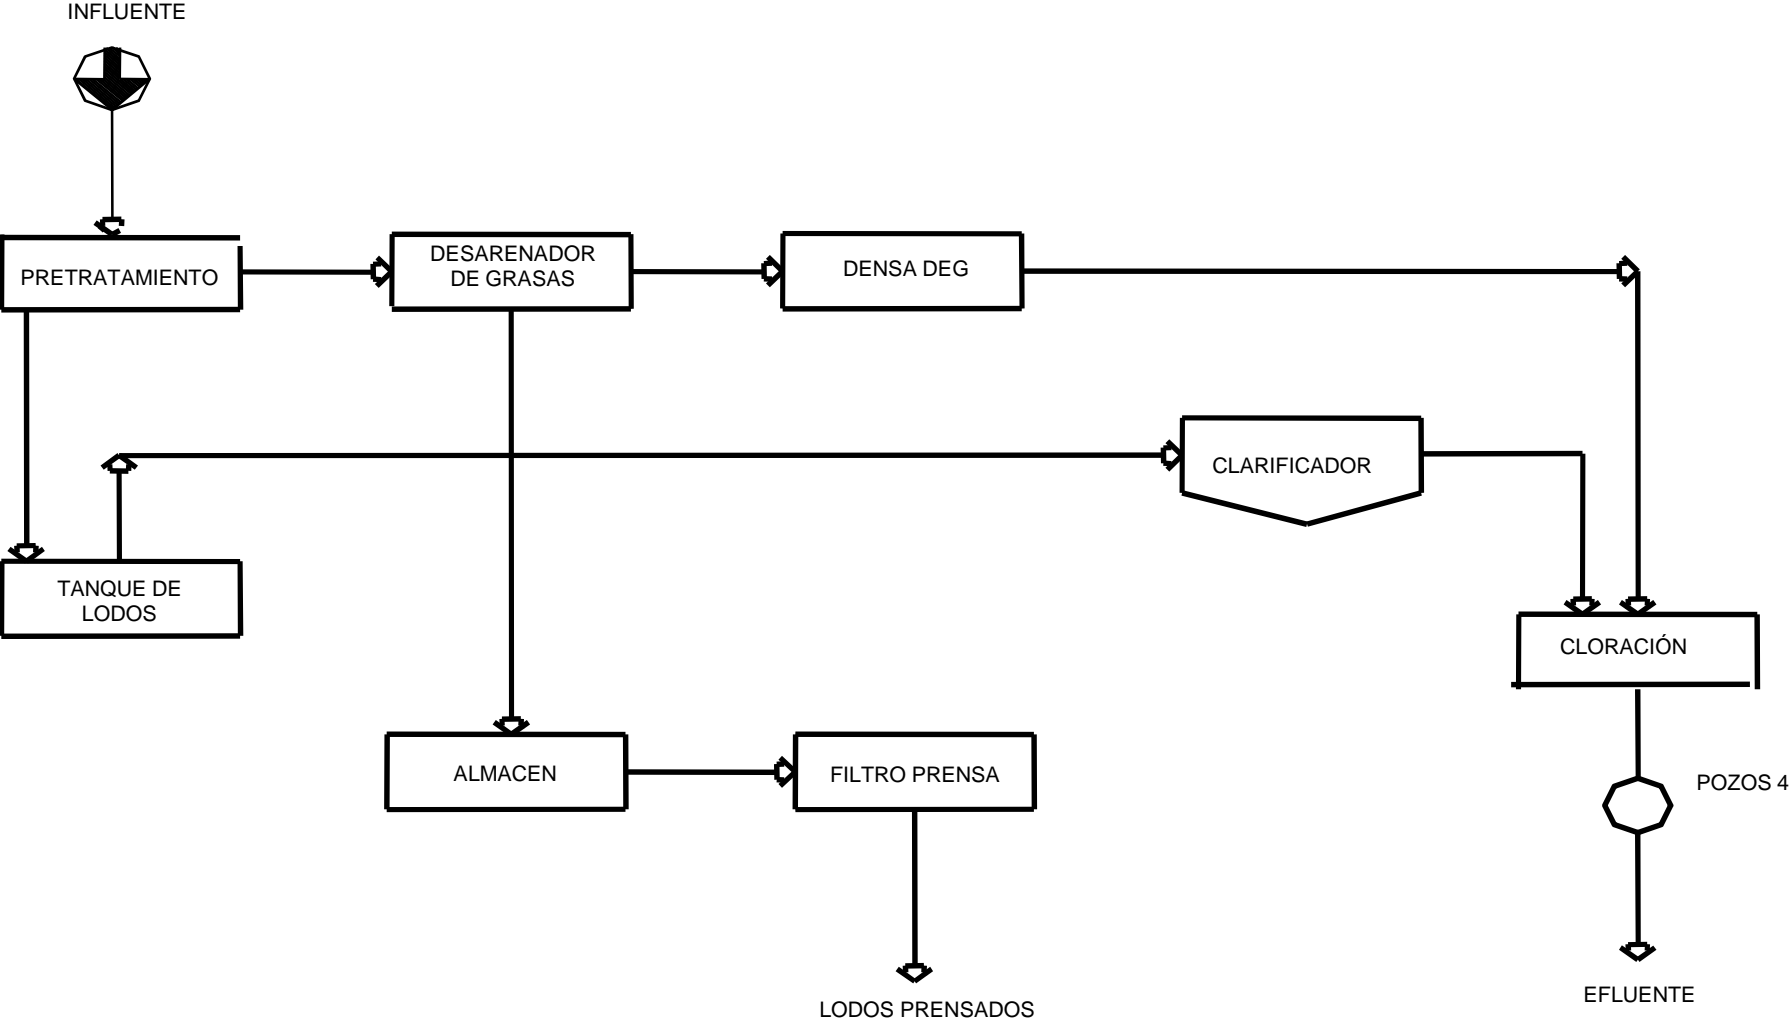 INFLUENTE
PRETRATAMIENTO
DESARENADOR
DE GRASAS
DENSA DEG
CLARIFICADOR
TANQUE DE
LODOS
CLORACIÓN
ALMACEN
FILTRO PRENSA
POZOS 4
LODOS PRENSADOS
EFLUENTE